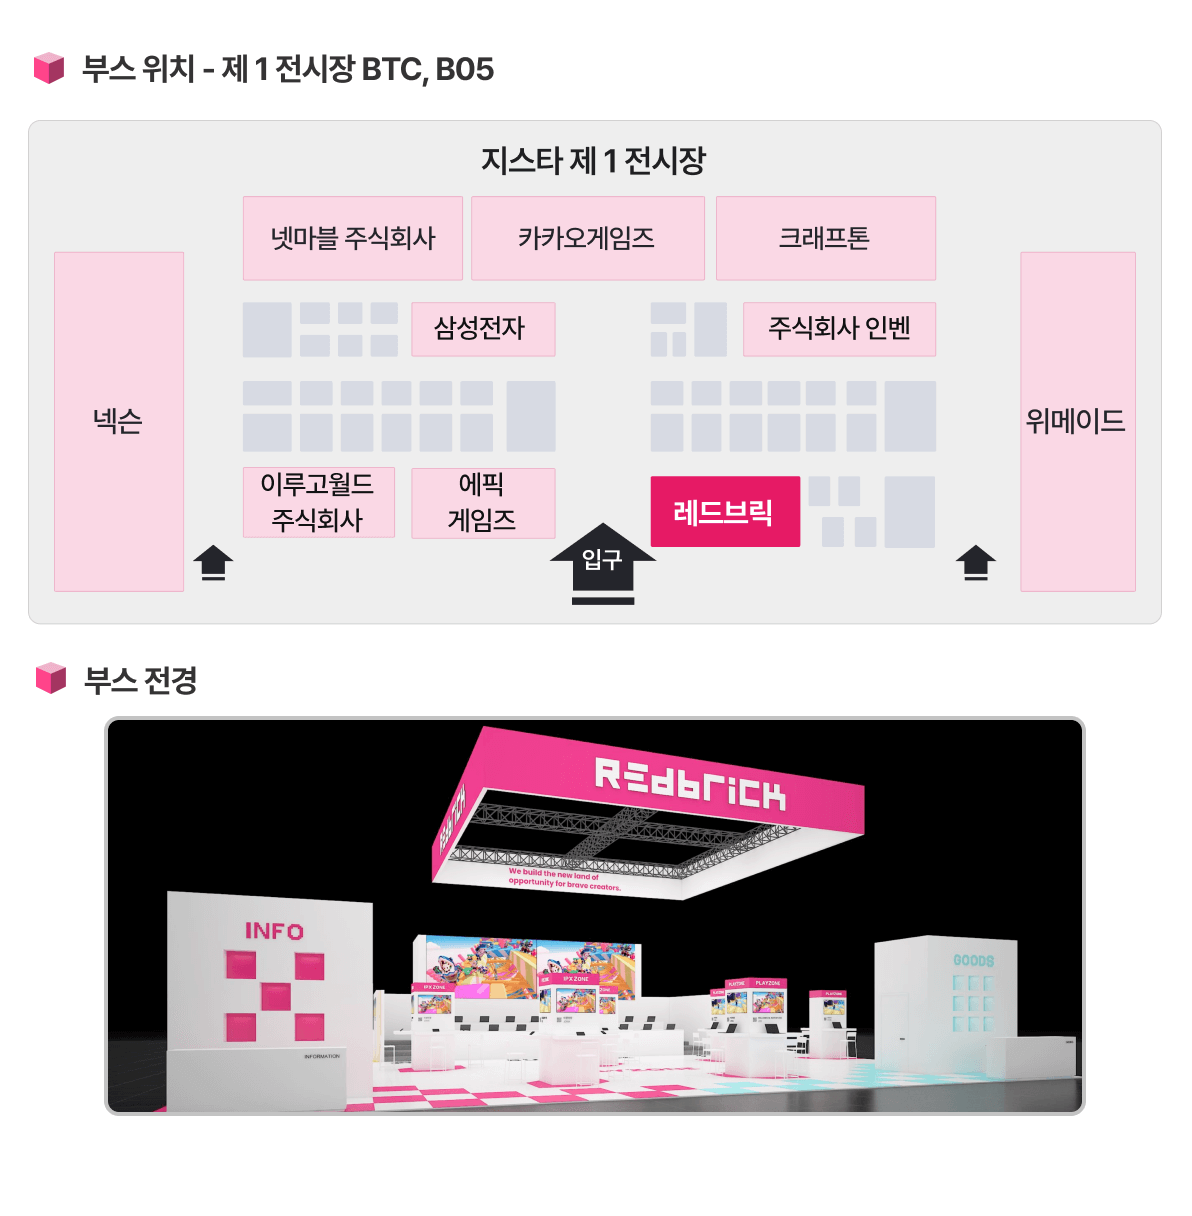 부스 위치 - 제 1 전시장 BTC, B05
지스타 제 1 전시장
넷마블 주식회사
카카오게임즈
크래프톤
넥슨
삼성전자
주식회사 인벤
위메이드
이루고월드
주식회사
에픽
게임즈
레드브릭
입구
부스 전경
REdbrick
REdbrick
We build the new land of
opportunity for brave creators.
INFO
INFORMATION
IPX ZONE
IPX ZONE
PLAYZONE
PLAYZONE
PLAYZONE
GOODS